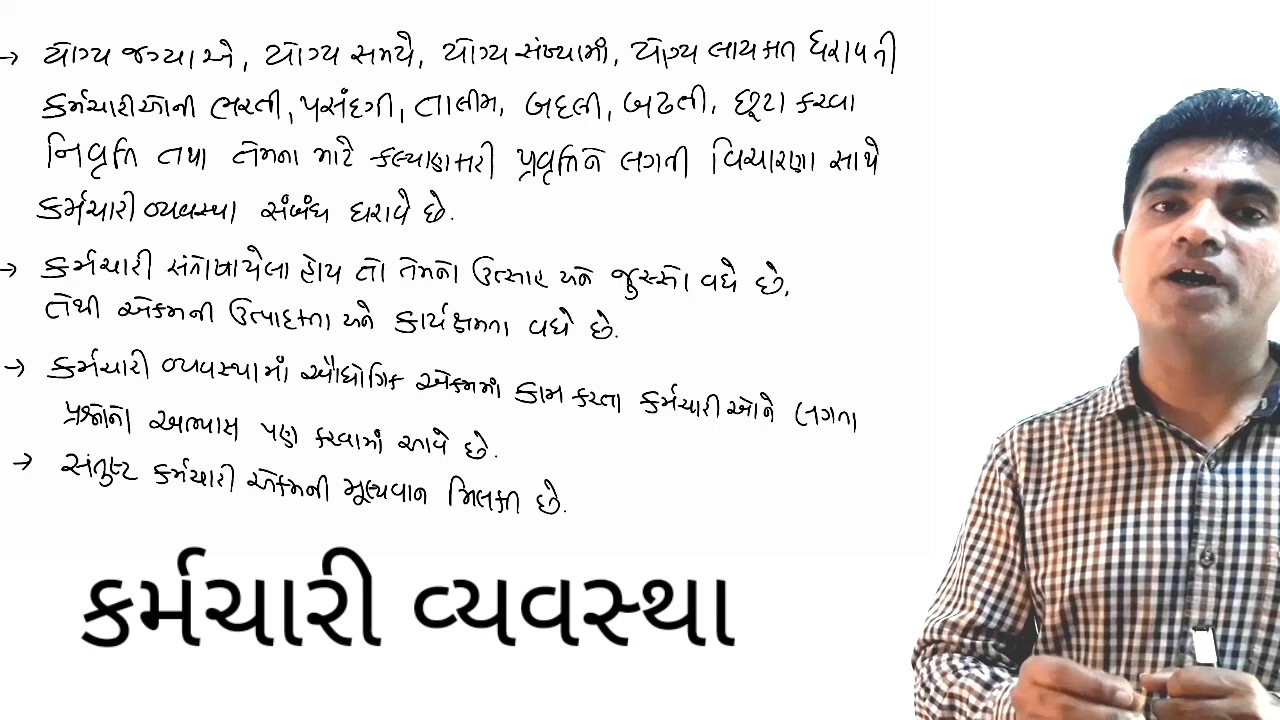 → યોગ્ય જગ્યાએ, યોગ્ય સમયે, યોગ્ય સંખ્યામાં, યોગ્ય લાયકાત ધરાવતી
કર્મચારીઓની ભરતી, પસંદગી, તાલીમ, બદલી, બઢતી, છૂટા કરવા
નિવૃત્તિ તથા તેમના માટે કલ્યાણકારી પ્રવૃત્તિને લગતી વિચારણા સાથે
કર્મચારી વ્યવસ્થા સંબંધ ધરાવે છે.
→ કર્મચારી સંતોષાયેલા હોય તો તેમનો ઉત્સાહ અને જુસ્સો વધે છે,
તેથી એકમની ઉત્પાદકતા અને કાર્યક્ષમતા વધે છે.
→ કર્મચારી વ્યવસ્થામાં ઔદ્યોગિક એકમમાં કામ કરતા કર્મચારીઓને લગતા
પ્રશ્નોનો અભ્યાસ પણ કરવામાં આવે છે.
→ સંતુષ્ટ કર્મચારી એકમની મૂલ્યવાન મિલકત છે.
કર્મચારી વ્યવસ્થા